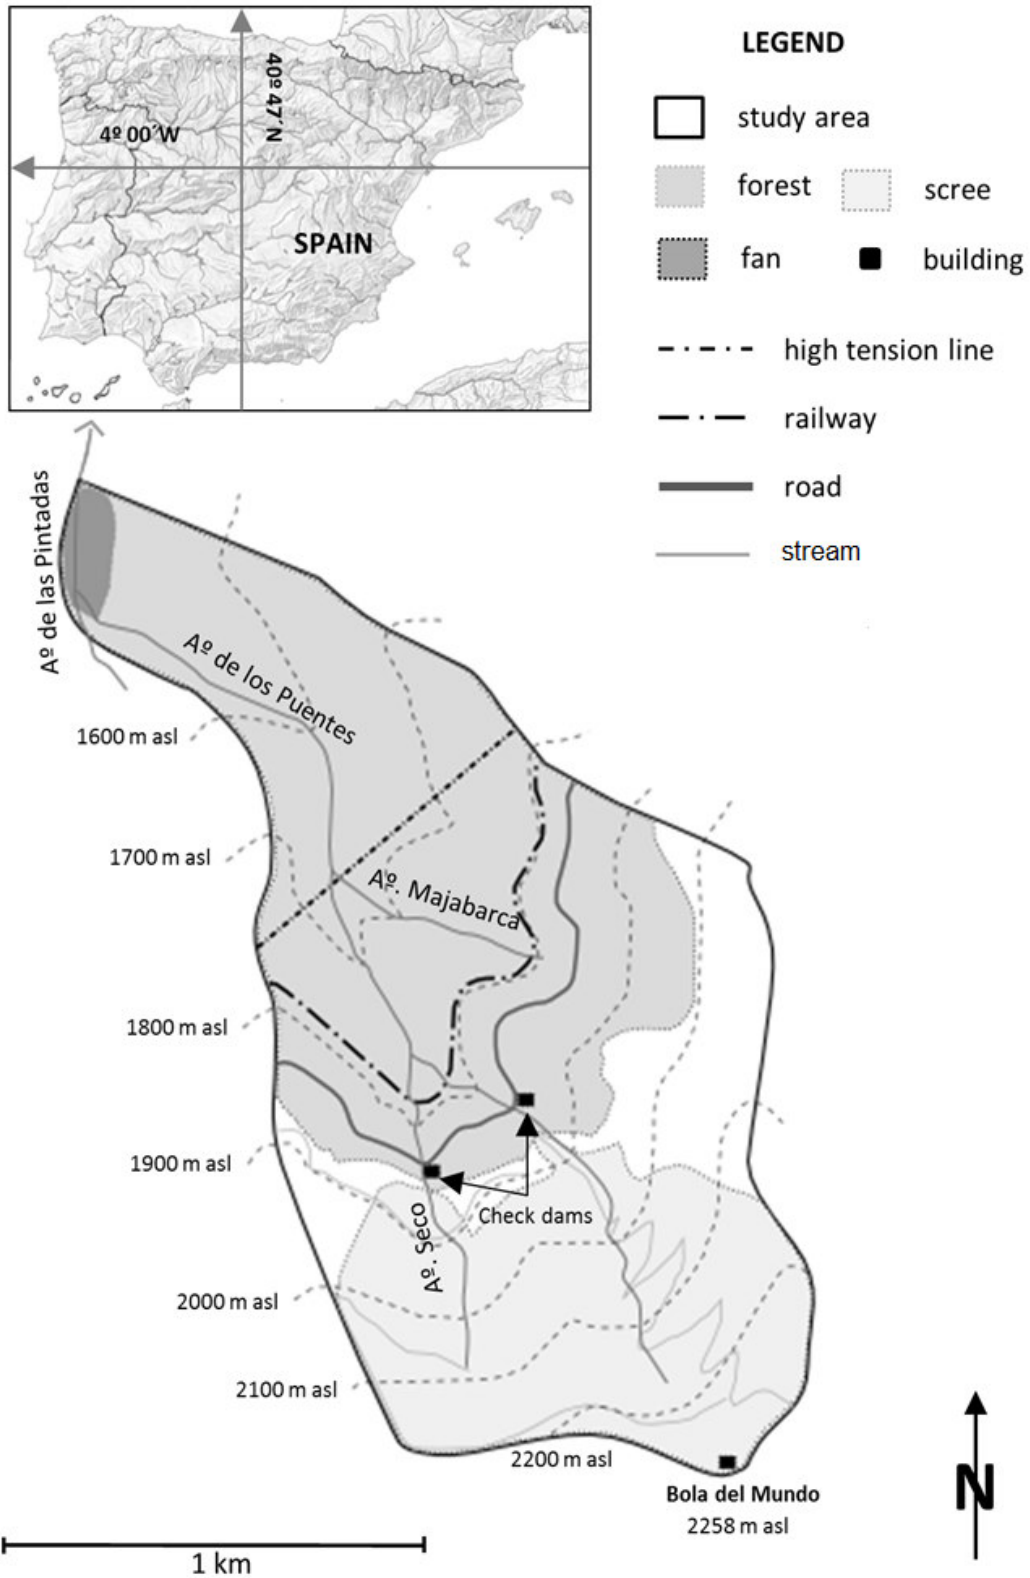 40º 47´N
4º 00´W
SPAIN
LEGEND
study area
forest
scree
fan
building
high tension line
railway
road
stream
Aº de las Pintadas
Aº de los Puentes
1600 m asl
1700 m asl
Aº. Majabarca
1800 m asl
1900 m asl
Check dams
Aº. Seco
2000 m asl
2100 m asl
2200 m asl
Bola del Mundo
2258 m asl
N
1 km